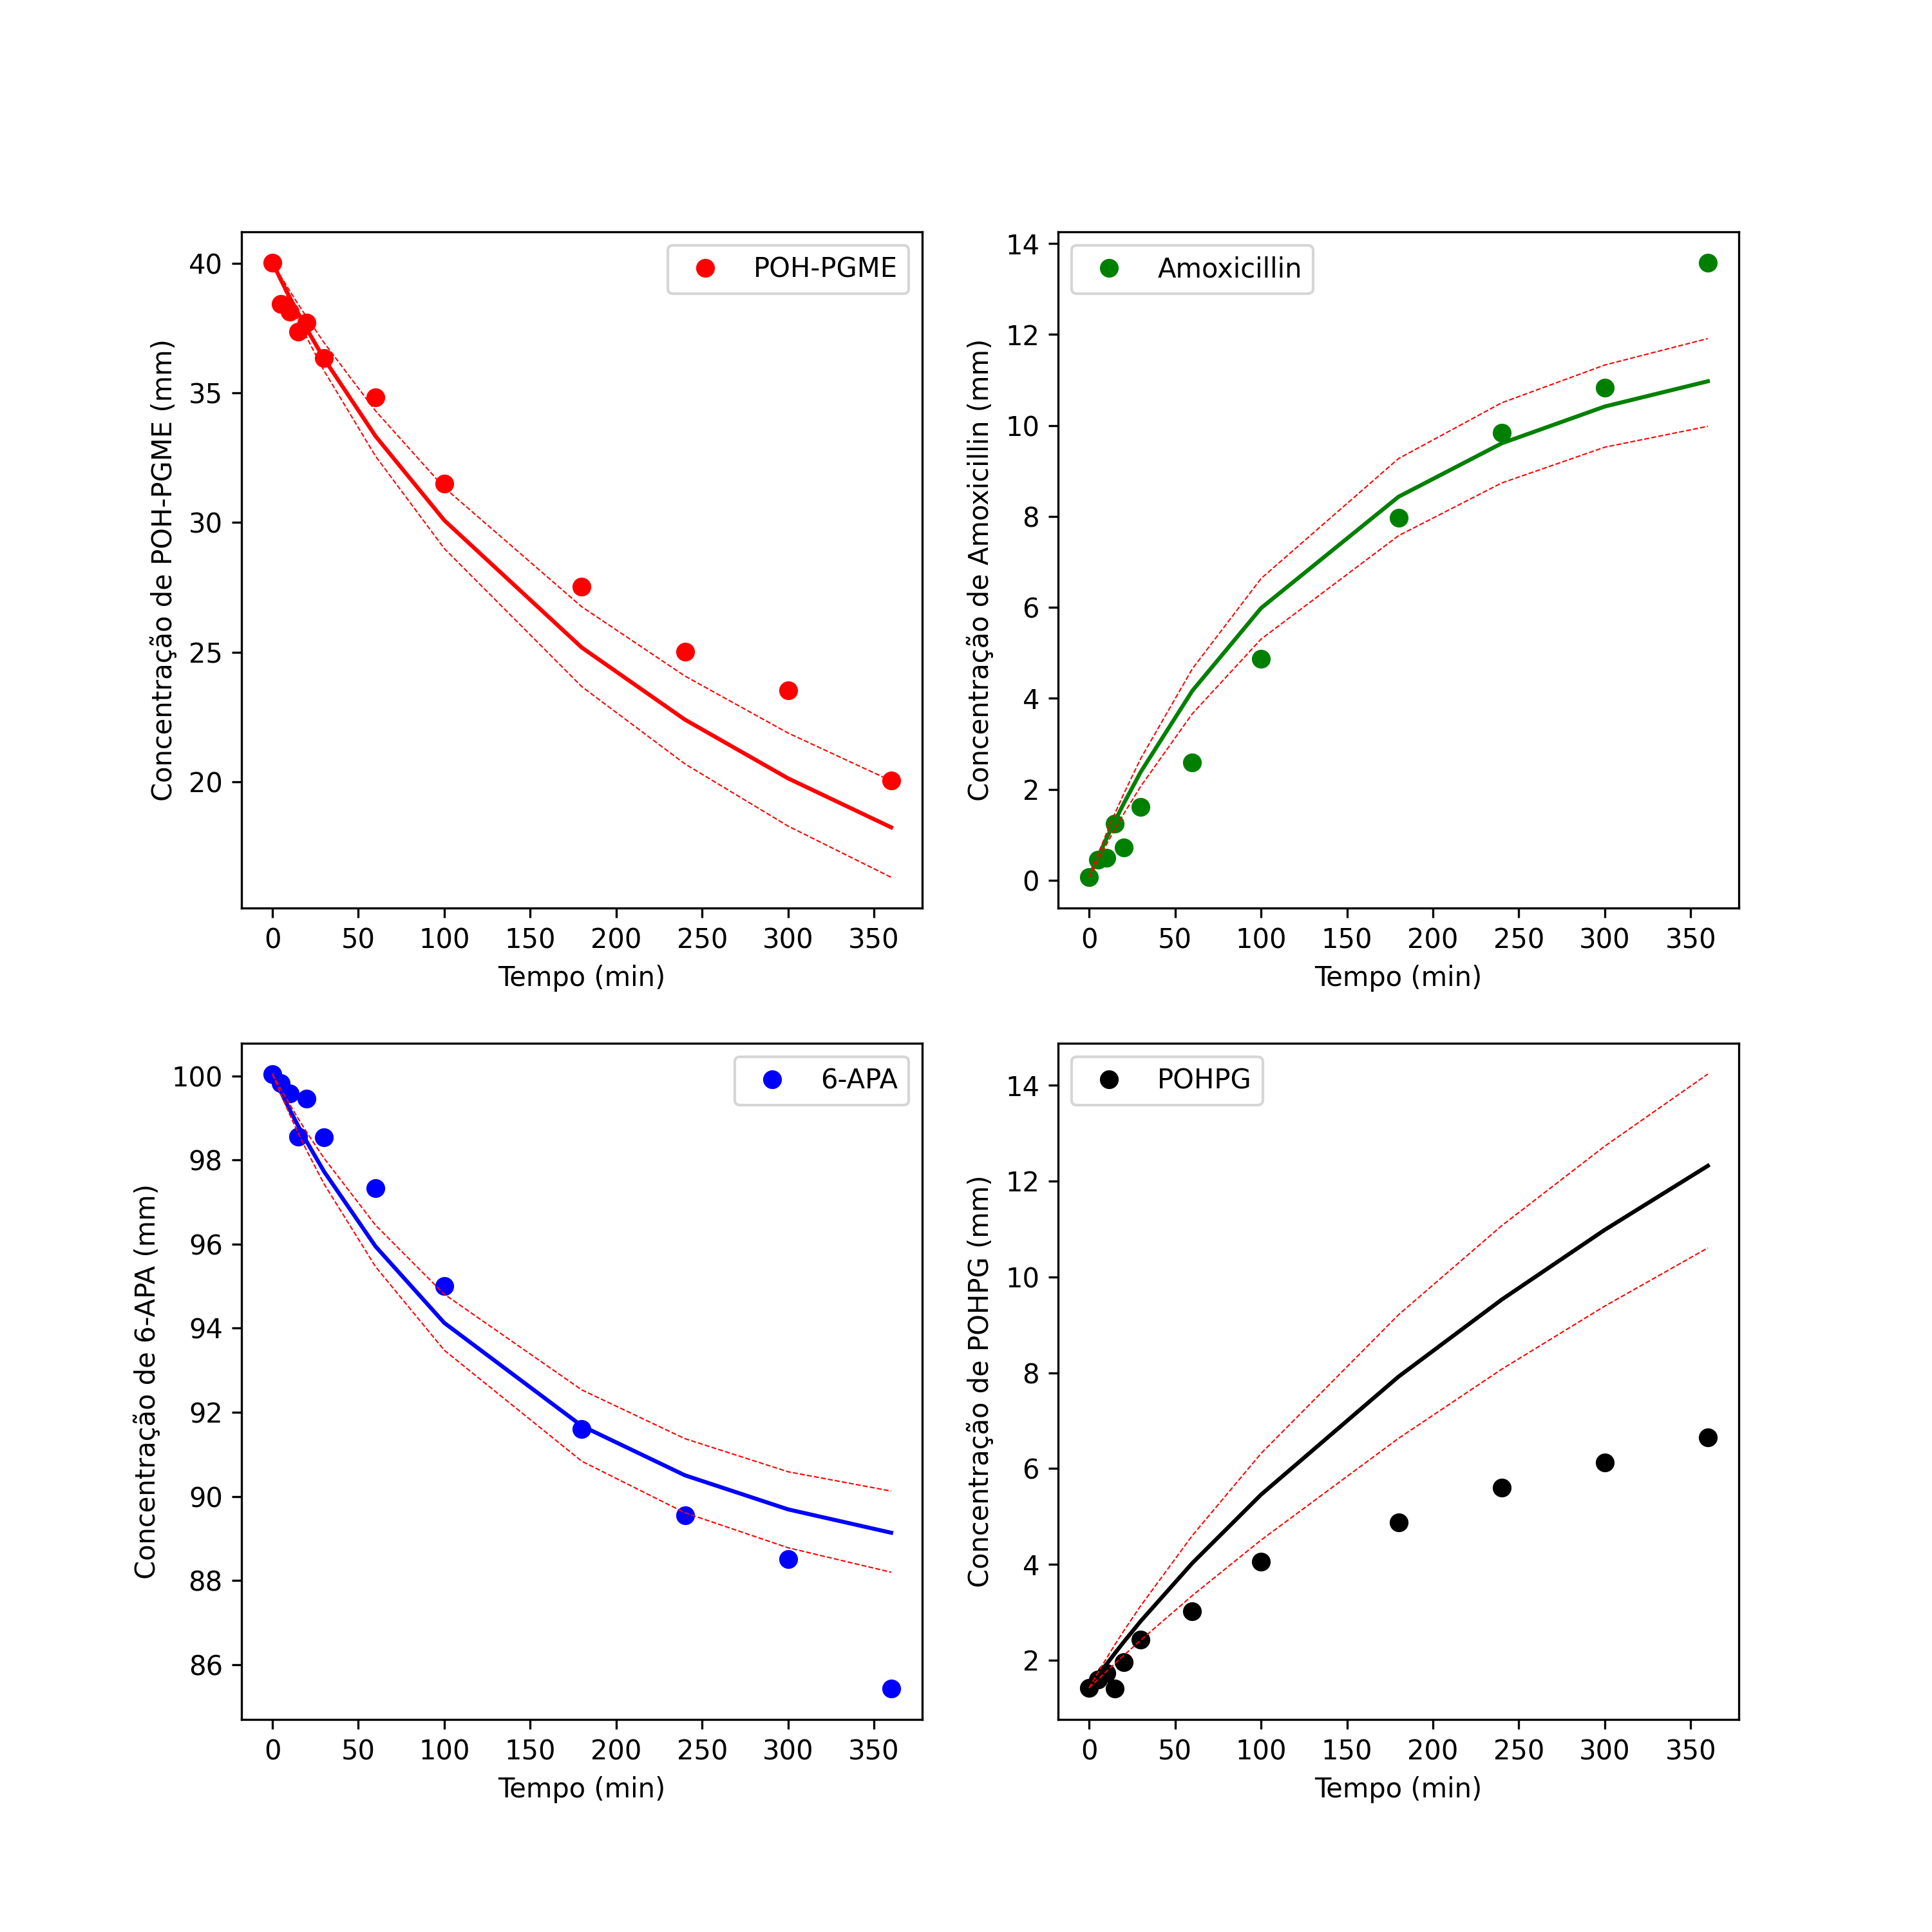 POH-PGME
Concentração de POH-PGME (mm)
40
35
30
25
20
0 50 100 150 200 250 300 350
Tempo (min)
Amoxicillin
Concentração de Amoxicillin (mm)
14
12
10
8
6
4
2
0
0 50 100 150 200 250 300 350
Tempo (min)
6-APA
Concentração de 6-APA (mm)
100
98
96
94
92
90
88
86
0 50 100 150 200 250 300 350
Tempo (min)
POHPG
Concentração de POHPG (mm)
14
12
10
8
6
4
2
0 50 100 150 200 250 300 350
Tempo (min)